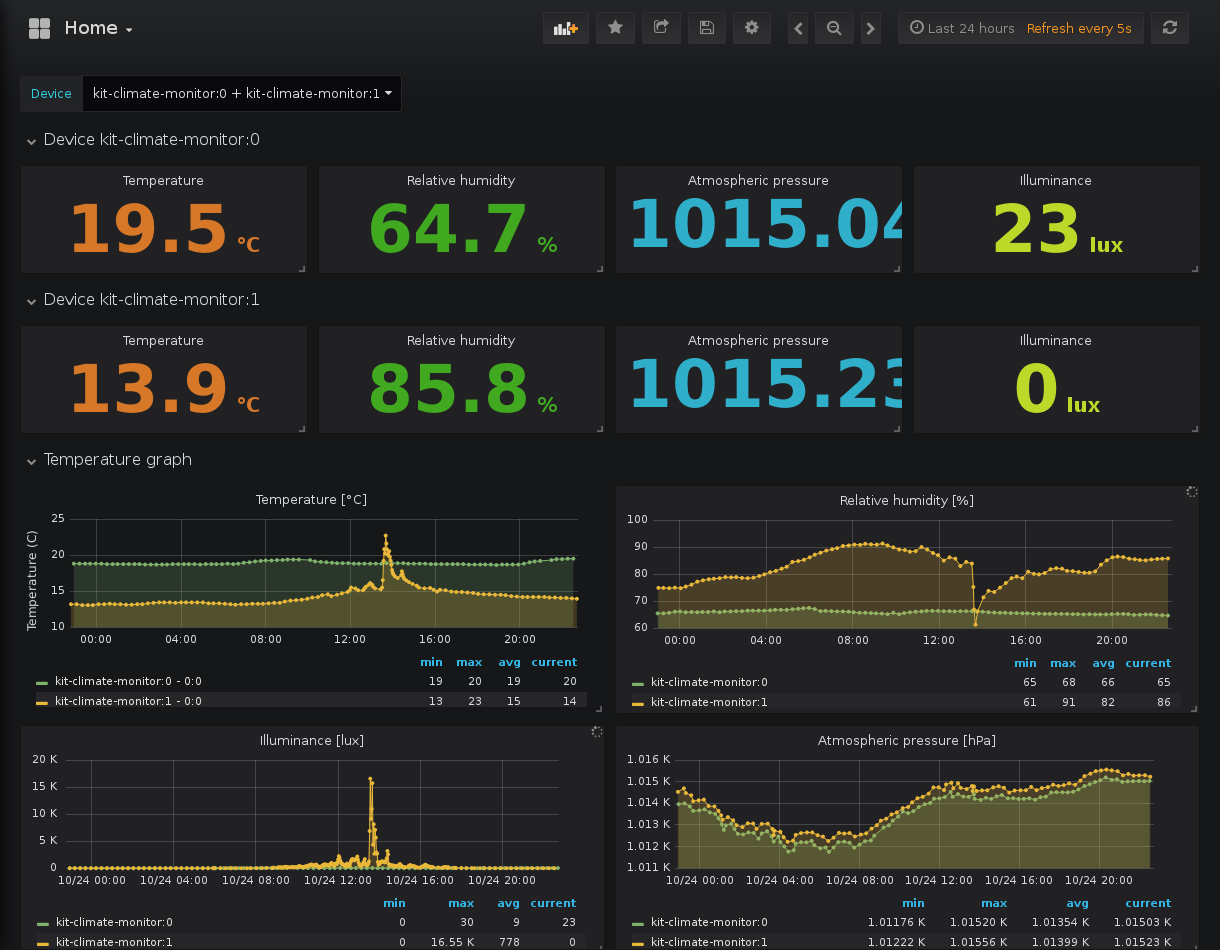 Home
Last 24 hours Refresh every 5s
Device kit-climate-monitor:0 + kit-climate-monitor:1
Device kit-climate-monitor:0
Temperature Relative humidity Atmospheric pressure Illuminance
19.5 °C 64.7 % 1015.04 23 lux
Device kit-climate-monitor:1
Temperature Relative humidity Atmospheric pressure Illuminance
13.9 °C 85.8 % 1015.23 0 lux
Temperature graph
Temperature [°C]
Temperature (C)
25
20
15
10
00:00 04:00 08:00 12:00 16:00 20:00
min max avg current
kit-climate-monitor:0 - 0:0 19 20 19 20
kit-climate-monitor:1 - 0:0 13 23 15 14
Relative humidity [%]
100
90
80
70
60
00:00 04:00 08:00 12:00 16:00 20:00
min max avg current
kit-climate-monitor:0 65 68 66 65
kit-climate-monitor:1 61 91 82 86
Illuminance [lux]
20 K
15 K
10 K
5 K
0
10/24 00:00 10/24 04:00 10/24 08:00 10/24 12:00 10/24 16:00 10/24 20:00
min max avg current
kit-climate-monitor:0 0 30 9 23
kit-climate-monitor:1 0 16.55 K 778 0
Atmospheric pressure [hPa]
1.016 K
1.015 K
1.014 K
1.013 K
1.012 K
1.011 K
10/24 00:00 10/24 04:00 10/24 08:00 10/24 12:00 10/24 16:00 10/24 20:00
min max avg current
kit-climate-monitor:0 1.01176 K 1.01520 K 1.01354 K 1.01503 K
kit-climate-monitor:1 1.01222 K 1.01556 K 1.01399 K 1.01523 K